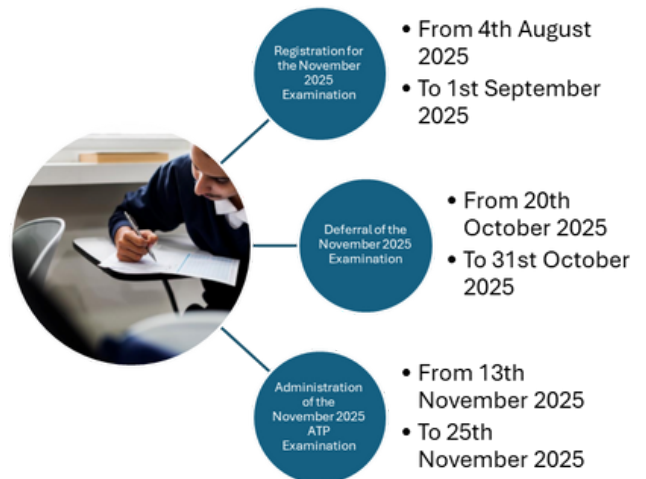 Registration for
the November
2025
Examination
• From 4th August
2025
• To 1st September
2025
Deferral of the
November 2025
Examination
• From 20th
October 2025
• To 31st October
2025
Administration
of the
November 2025
ATP
Examination
• From 13th
November 2025
• To 25th
November 2025